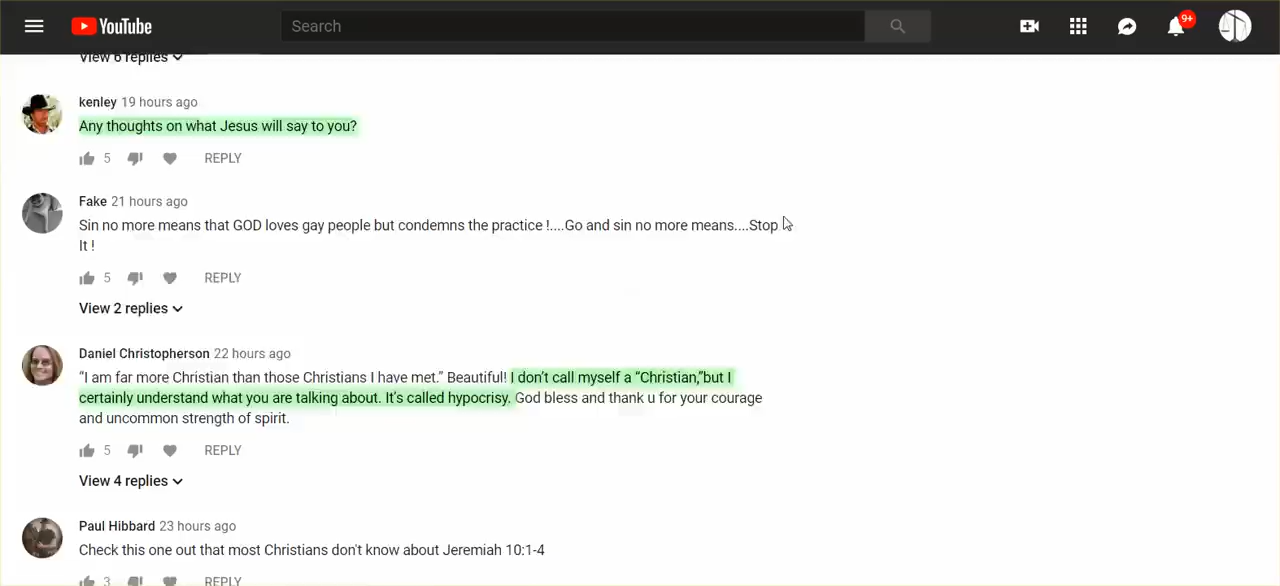 YouTube
Search
9+
View 6 replies
kenley 19 hours ago
Any thoughts on what Jesus will say to you?
5 REPLY
Fake 21 hours ago
Sin no more means that GOD loves gay people but condemns the practice !....Go and sin no more means....Stop
It !
5 REPLY
View 2 replies
Daniel Christopherson 22 hours ago
“I am far more Christian than those Christians I have met.” Beautiful! I don’t call myself a “Christian,”but I
certainly understand what you are talking about. It’s called hypocrisy. God bless and thank u for your courage
and uncommon strength of spirit.
5 REPLY
View 4 replies
Paul Hibbard 23 hours ago
Check this one out that most Christians don't know about Jeremiah 10:1-4
3 REPLY